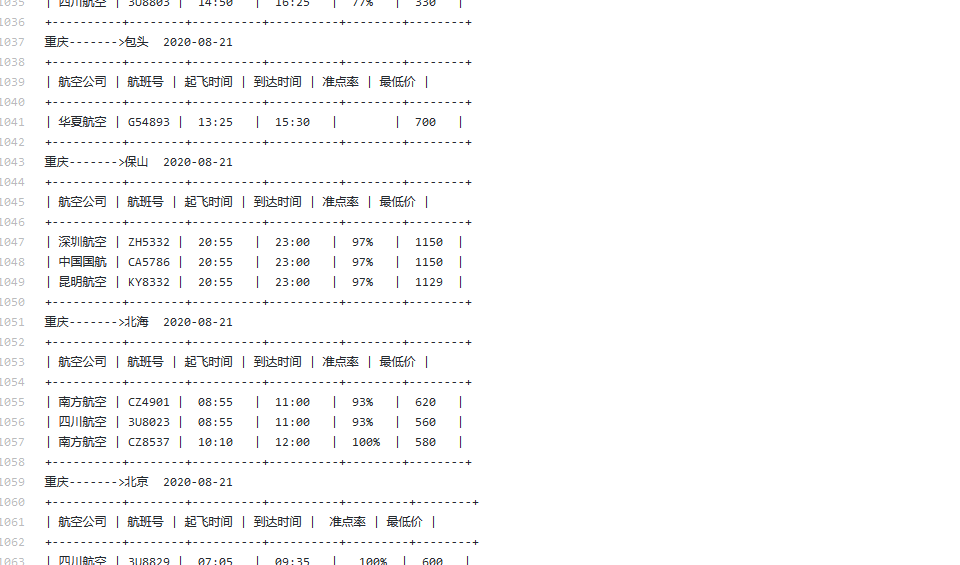 1035 | 四川航空 | 3U8803 | 14:50 | 16:25 | 77% | 330 |
1036 +----------+--------+----------+----------+--------+--------+
1037 重庆------->包头 2020-08-21
1038 +----------+--------+----------+----------+--------+--------+
1039 | 航空公司 | 航班号 | 起飞时间 | 到达时间 | 准点率 | 最低价 |
1040 +----------+--------+----------+----------+--------+--------+
1041 | 华夏航空 | G54893 | 13:25 | 15:30 | | 700 |
1042 +----------+--------+----------+----------+--------+--------+
1043 重庆------->保山 2020-08-21
1044 +----------+--------+----------+----------+--------+--------+
1045 | 航空公司 | 航班号 | 起飞时间 | 到达时间 | 准点率 | 最低价 |
1046 +----------+--------+----------+----------+--------+--------+
1047 | 深圳航空 | ZH5332 | 20:55 | 23:00 | 97% | 1150 |
1048 | 中国国航 | CA5786 | 20:55 | 23:00 | 97% | 1150 |
1049 | 昆明航空 | KY8332 | 20:55 | 23:00 | 97% | 1129 |
1050 +----------+--------+----------+----------+--------+--------+
1051 重庆------->北海 2020-08-21
1052 +----------+--------+----------+----------+--------+--------+
1053 | 航空公司 | 航班号 | 起飞时间 | 到达时间 | 准点率 | 最低价 |
1054 +----------+--------+----------+----------+--------+--------+
1055 | 南方航空 | CZ4901 | 08:55 | 11:00 | 93% | 620 |
1056 | 四川航空 | 3U8023 | 08:55 | 11:00 | 93% | 560 |
1057 | 南方航空 | CZ8537 | 10:10 | 12:00 | 100% | 580 |
1058 +----------+--------+----------+----------+--------+--------+
1059 重庆------->北京 2020-08-21
1060 +----------+--------+----------+----------+---------+--------+
1061 | 航空公司 | 航班号 | 起飞时间 | 到达时间 | 准点率 | 最低价 |
1062 +----------+--------+----------+----------+---------+--------+
1063 | 四川航空 | 3U8829 | 07:05 | 09:35 | 100% | 600 |